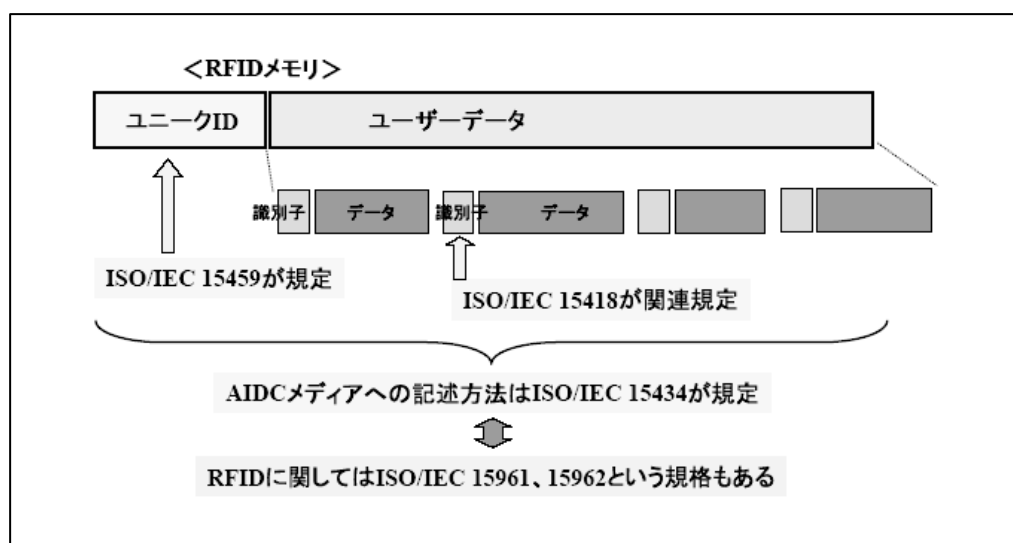 <RFIDメモリ>
ユニークID
ユーザーデータ
識別子
データ
識別子
データ
ISO/IEC 15459が規定
ISO/IEC 15418が関連規定
AIDCメディアへの記述方法はISO/IEC 15434が規定
RFIDに関してはISO/IEC 15961、15962という規格もある